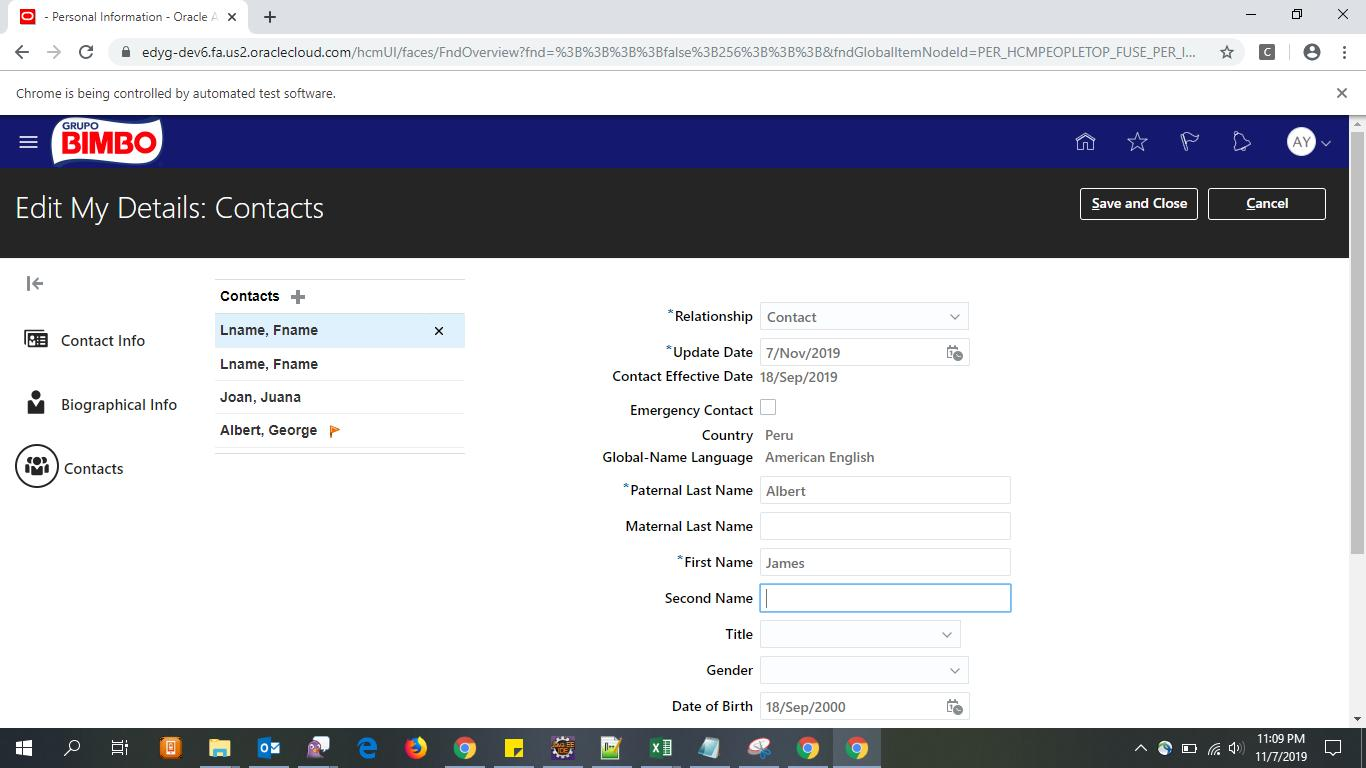 - Personal Information - Oracle A
edyg-dev6.fa.us2.oraclecloud.com/hcmUI/faces/FndOverview?fnd=%3B%3B%3B%3Bfalse%3B256%3B%3B%3B&fndGlobalItemNodeId=PER_HCMPEOPLETOP_FUSE_PER_I...
C
Chrome is being controlled by automated test software.
GRUPO
BIMBO
AY
Edit My Details: Contacts
Save and Close
Cancel
Contact Info
Biographical Info
Contacts
Contacts
Lname, Fname
Lname, Fname
Joan, Juana
Albert, George
*Relationship Contact
*Update Date 7/Nov/2019
Contact Effective Date 18/Sep/2019
Emergency Contact
Country Peru
Global-Name Language American English
*Paternal Last Name Albert
Maternal Last Name
*First Name James
Second Name
Title
Gender
Date of Birth 18/Sep/2000
11:09 PM
11/7/2019